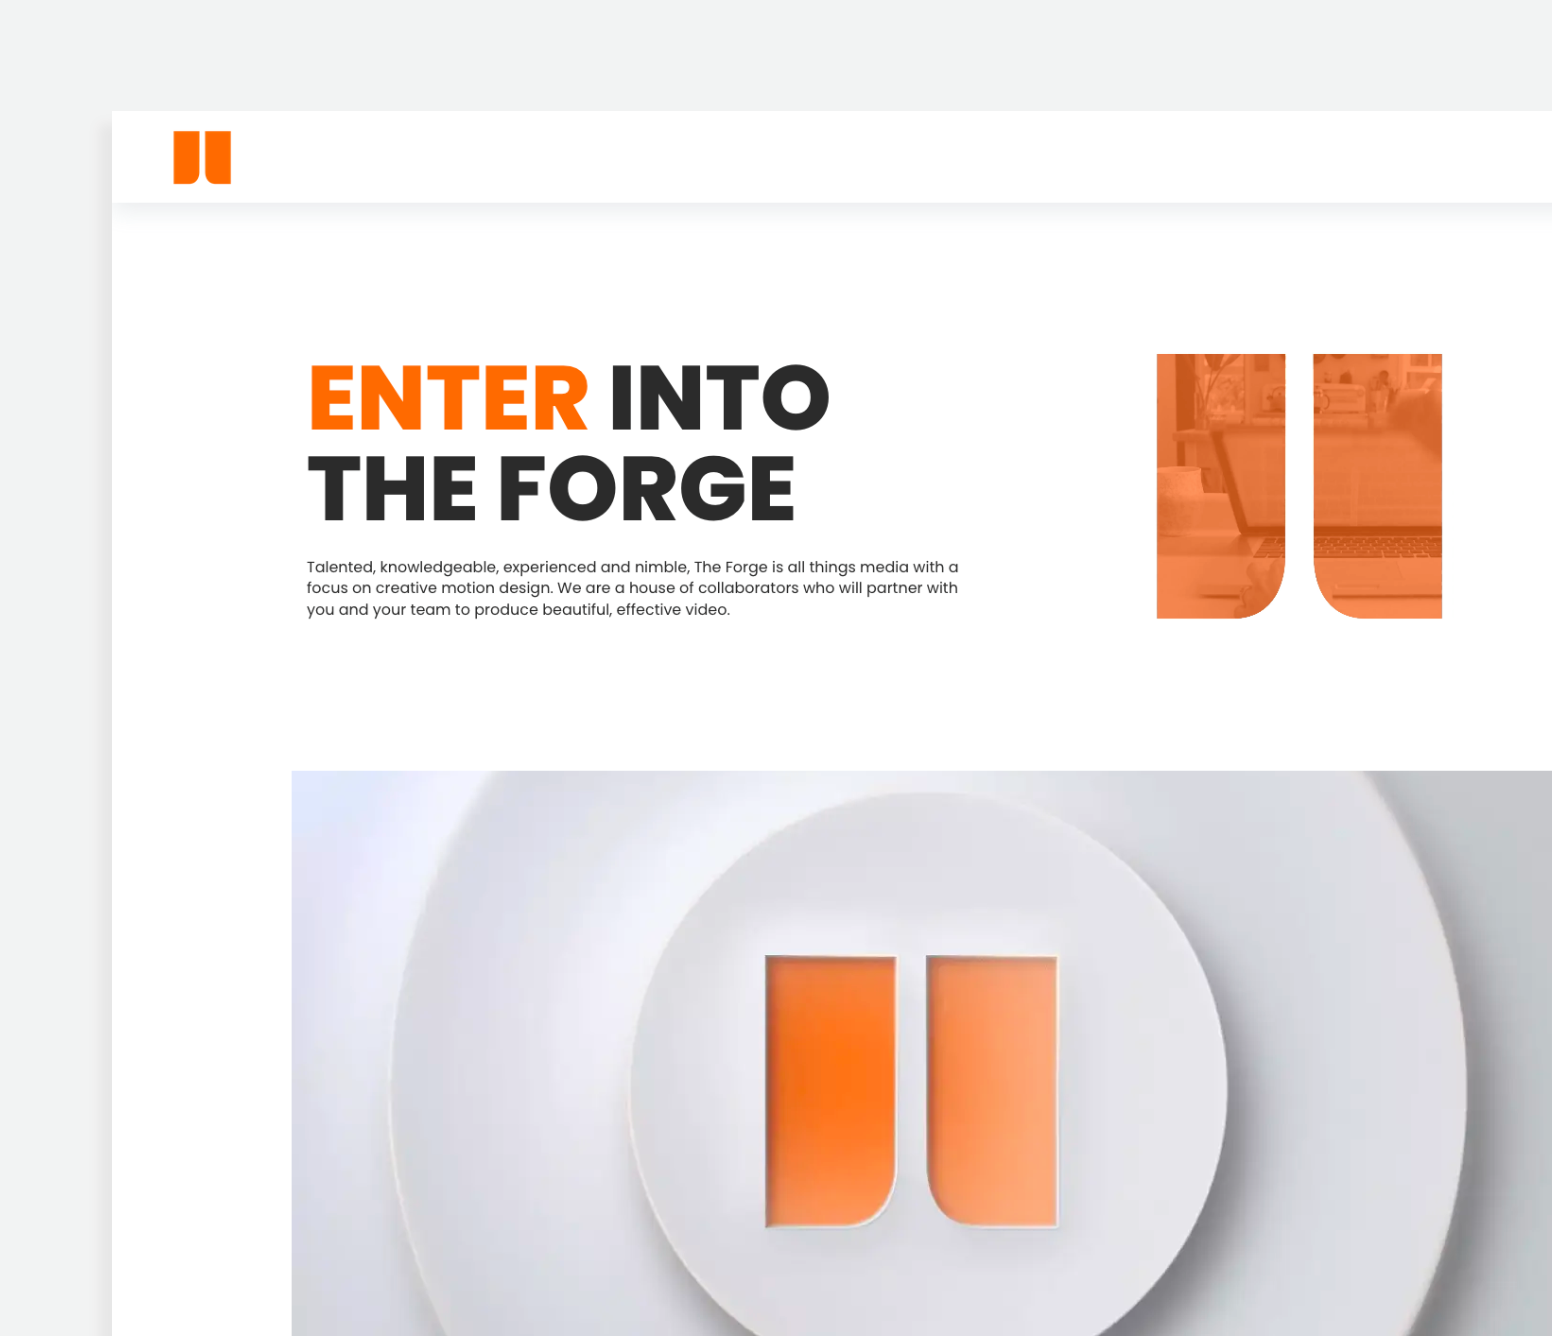 ENTER INTO
THE FORGE
Talented, knowledgeable, experienced and nimble, The Forge is all things media with a
focus on creative motion design. We are a house of collaborators who will partner with
you and your team to produce beautiful, effective video.